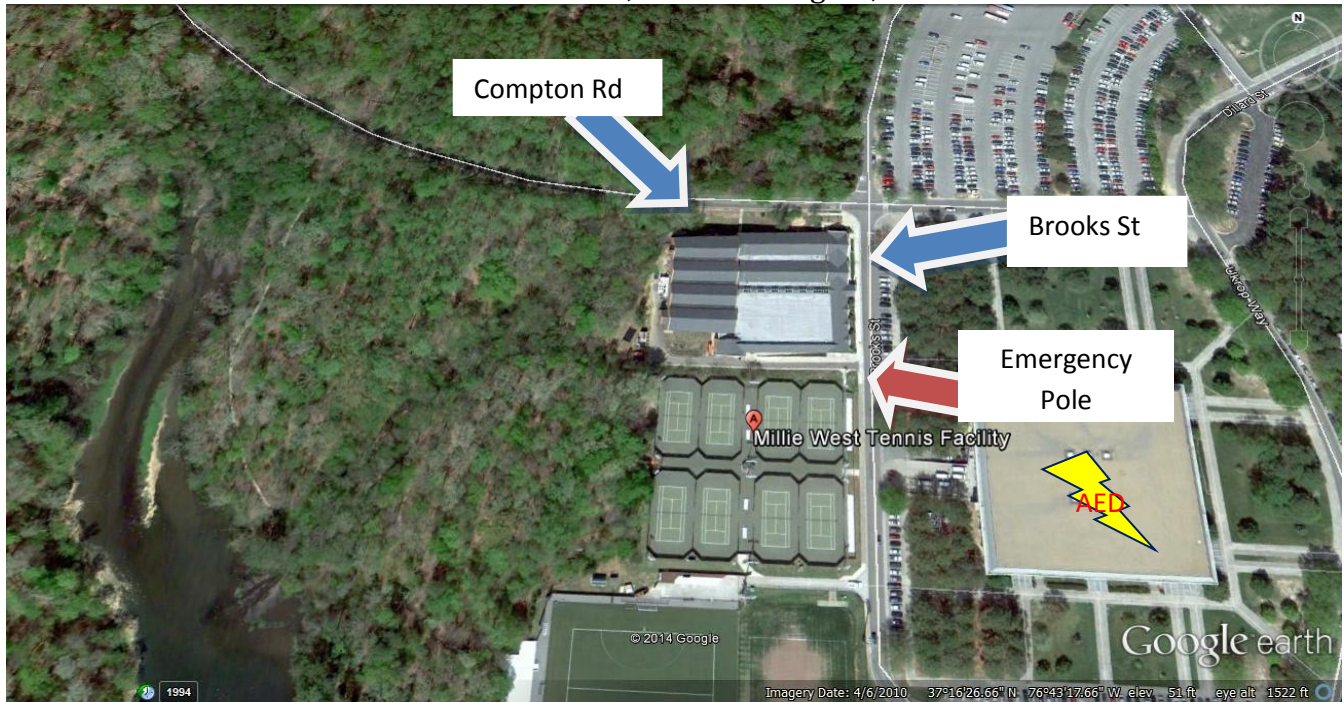 Compton Rd
N
Dillard St
Brooks St
Ukrop Way
Brooks St
Emergency
Pole
A
Millie West Tennis Facility
AED
© 2014 Google
Google earth
1994
Imagery Date: 4/6/2010 37°16'26.66" N 76°43'17.66" W elev 51 ft eye alt 1522 ft